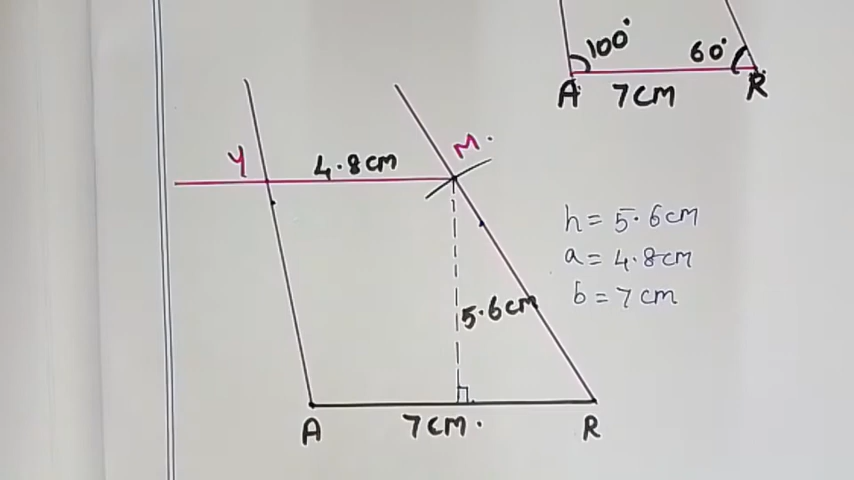 100° 60°
A 7cm R
Y 4.8cm M.
h = 5.6cm
a = 4.8cm
b = 7cm
5.6cm
A 7cm. R